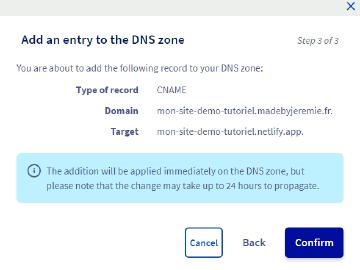 Add an entry to the DNS zone
Step 3 of 3
You are about to add the following record to your DNS zone:
Type of record CNAME
Domain mon-site-demo-tutoriel.madebyjeremie.fr.
Target mon-site-demo-tutoriel.netlify.app.
The addition will be applied immediately on the DNS zone, but
please note that the change may take up to 24 hours to propagate.
Cancel Back Confirm